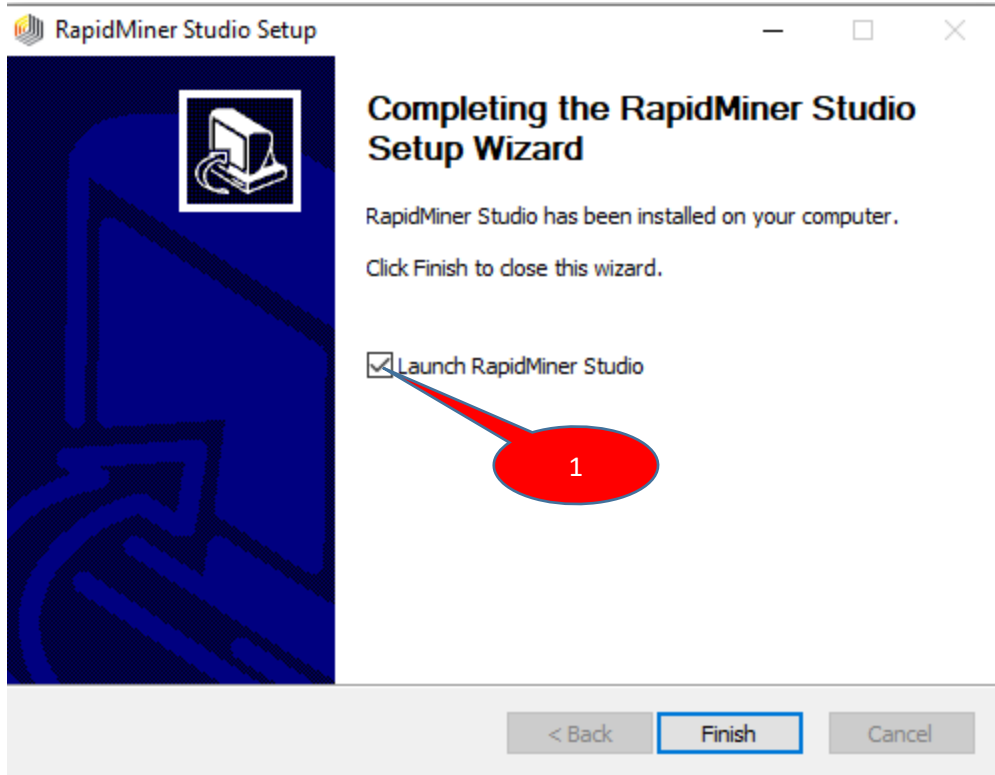 RapidMiner Studio Setup
Completing the RapidMiner Studio
Setup Wizard
RapidMiner Studio has been installed on your computer.
Click Finish to close this wizard.
Launch RapidMiner Studio
1
< Back Finish Cancel